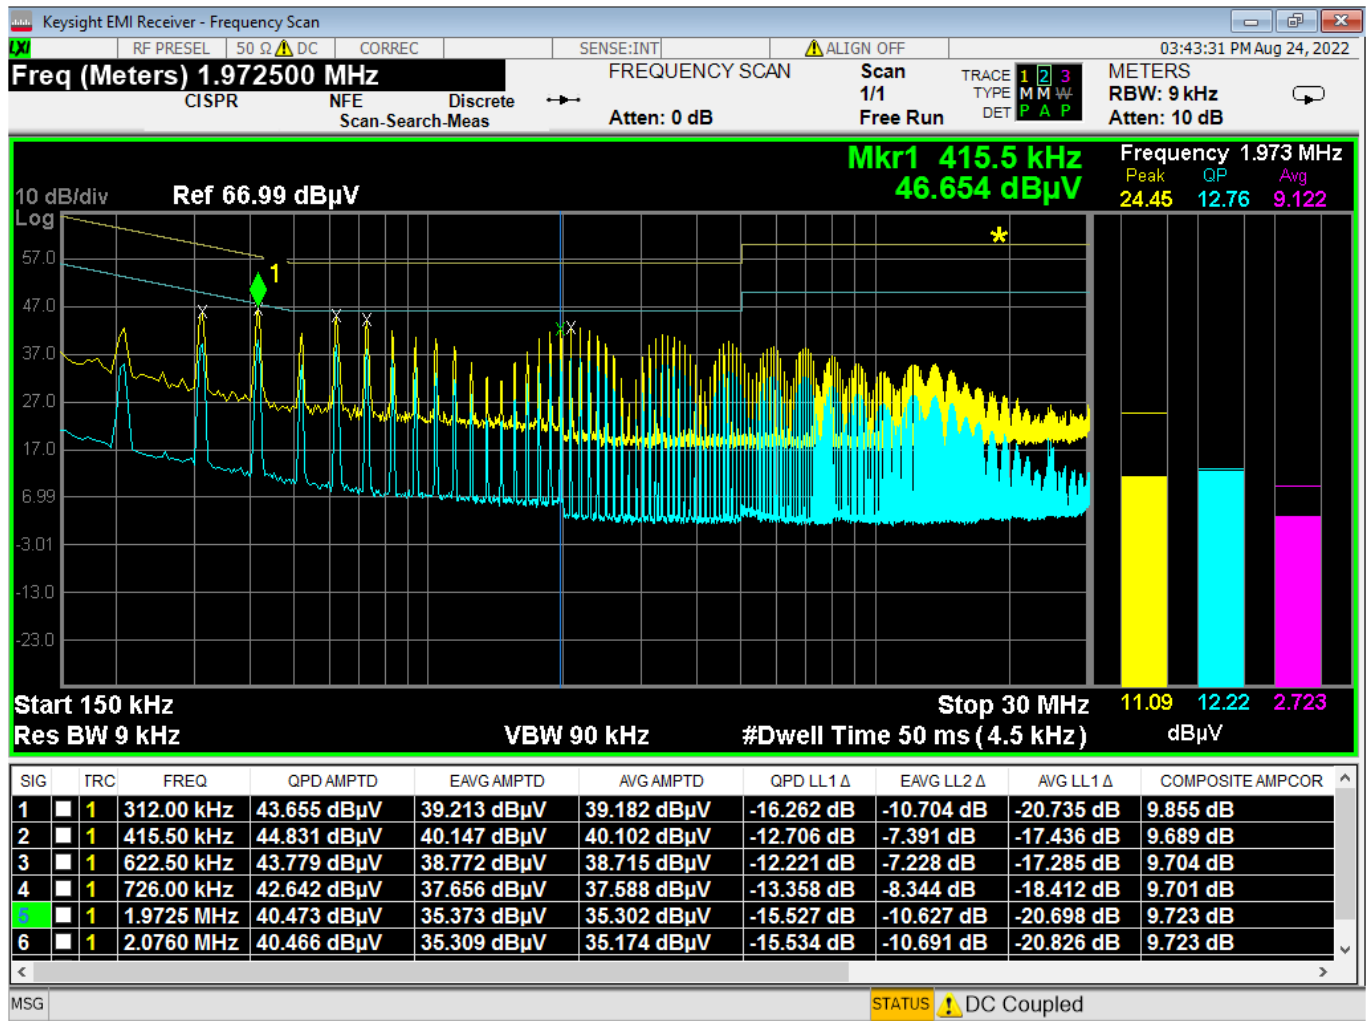 Keysight EMI Receiver - Frequency Scan
LXI RF PRESEL 50 Ω DC CORREC SENSE:INT ALIGN OFF 03:43:31 PM Aug 24, 2022
Freq (Meters) 1.972500 MHz
CISPR NFE Discrete
Scan-Search-Meas
FREQUENCY SCAN
Atten: 0 dB
Scan
1/1
Free Run
TRACE 1 2 3
TYPE M M W
DET P A P
METERS
RBW: 9 kHz
Atten: 10 dB
Mkr1 415.5 kHz
46.654 dBµV
10 dB/div Ref 66.99 dBµV
Log
57.0
47.0
37.0
27.0
17.0
6.99
-3.01
-13.0
-23.0
1
*
Start 150 kHz Stop 30 MHz
Res BW 9 kHz VBW 90 kHz #Dwell Time 50 ms (4.5 kHz)
Frequency 1.973 MHz
Peak QP Avg
24.45 12.76 9.122
11.09 12.22 2.723
dBµV
SIG TRC FREQ QPD AMPTD EAVG AMPTD AVG AMPTD QPD LL1 Δ EAVG LL2 Δ AVG LL1 Δ COMPOSITE AMPCOR
1 1 312.00 kHz 43.655 dBµV 39.213 dBµV 39.182 dBµV -16.262 dB -10.704 dB -20.735 dB 9.855 dB
2 1 415.50 kHz 44.831 dBµV 40.147 dBµV 40.102 dBµV -12.706 dB -7.391 dB -17.436 dB 9.689 dB
3 1 622.50 kHz 43.779 dBµV 38.772 dBµV 38.715 dBµV -12.221 dB -7.228 dB -17.285 dB 9.704 dB
4 1 726.00 kHz 42.642 dBµV 37.656 dBµV 37.588 dBµV -13.358 dB -8.344 dB -18.412 dB 9.701 dB
5 1 1.9725 MHz 40.473 dBµV 35.373 dBµV 35.302 dBµV -15.527 dB -10.627 dB -20.698 dB 9.723 dB
6 1 2.0760 MHz 40.466 dBµV 35.309 dBµV 35.174 dBµV -15.534 dB -10.691 dB -20.826 dB 9.723 dB
MSG STATUS DC Coupled